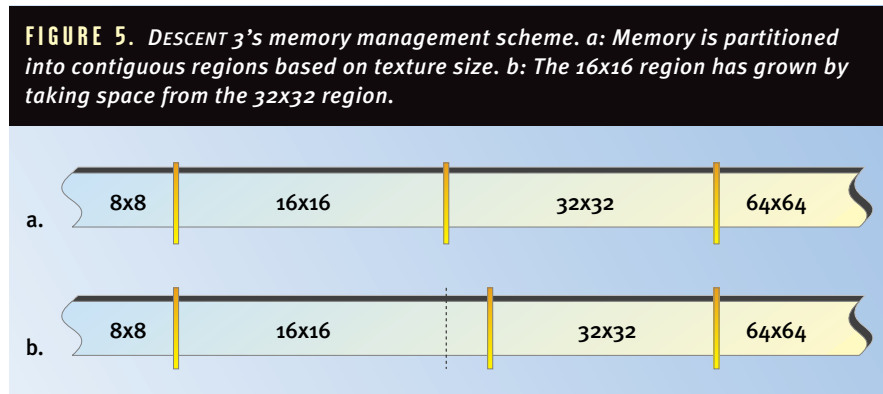 FIGURE 5. DESCENT 3's memory management scheme. a: Memory is partitioned
into contiguous regions based on texture size. b: The 16x16 region has grown by
taking space from the 32x32 region.
a. 8x8 16x16 32x32 64x64
b. 8x8 16x16 32x32 64x64